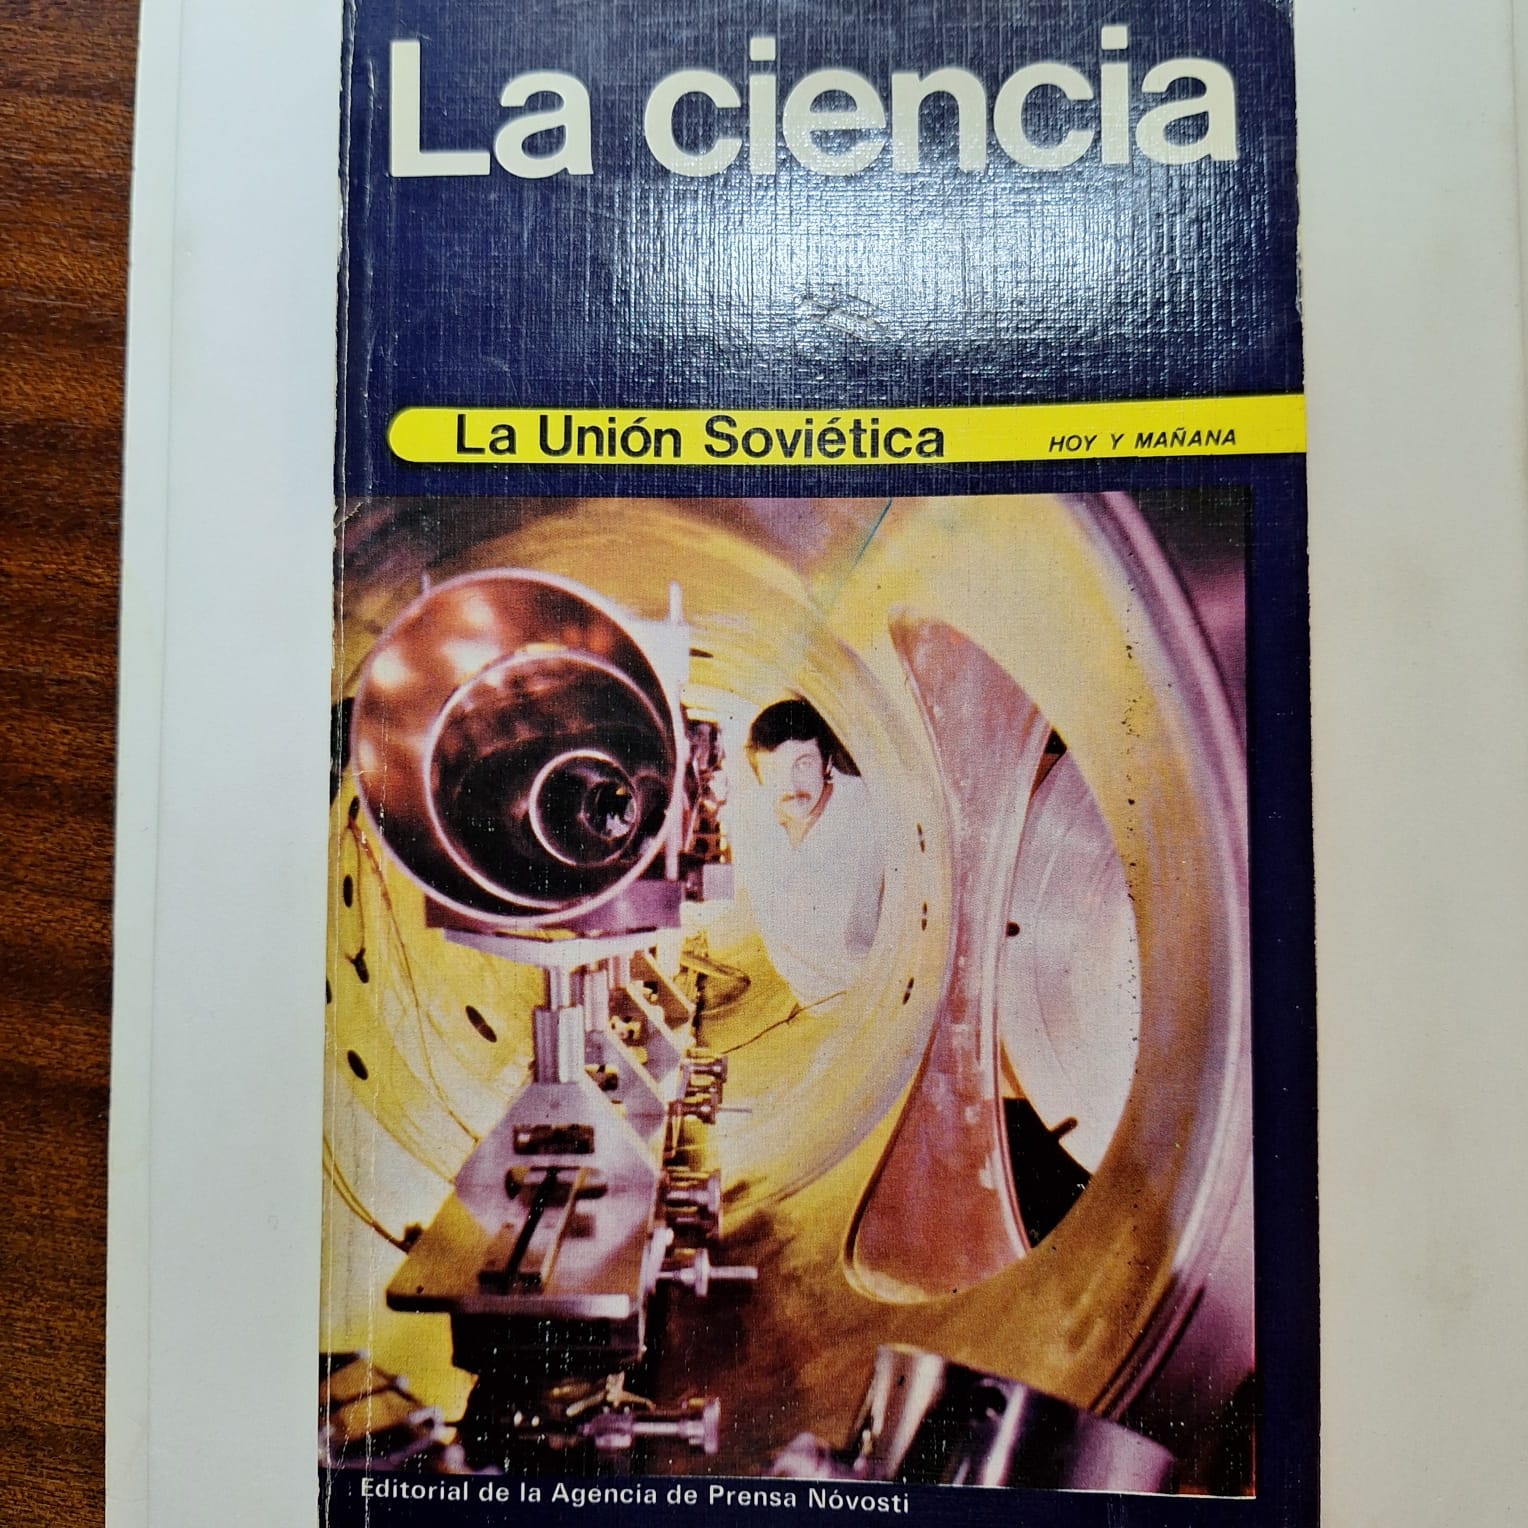 La ciencia
La Unión Soviética HOY Y MAÑANA
Editorial de la Agencia de Prensa Nóvosti